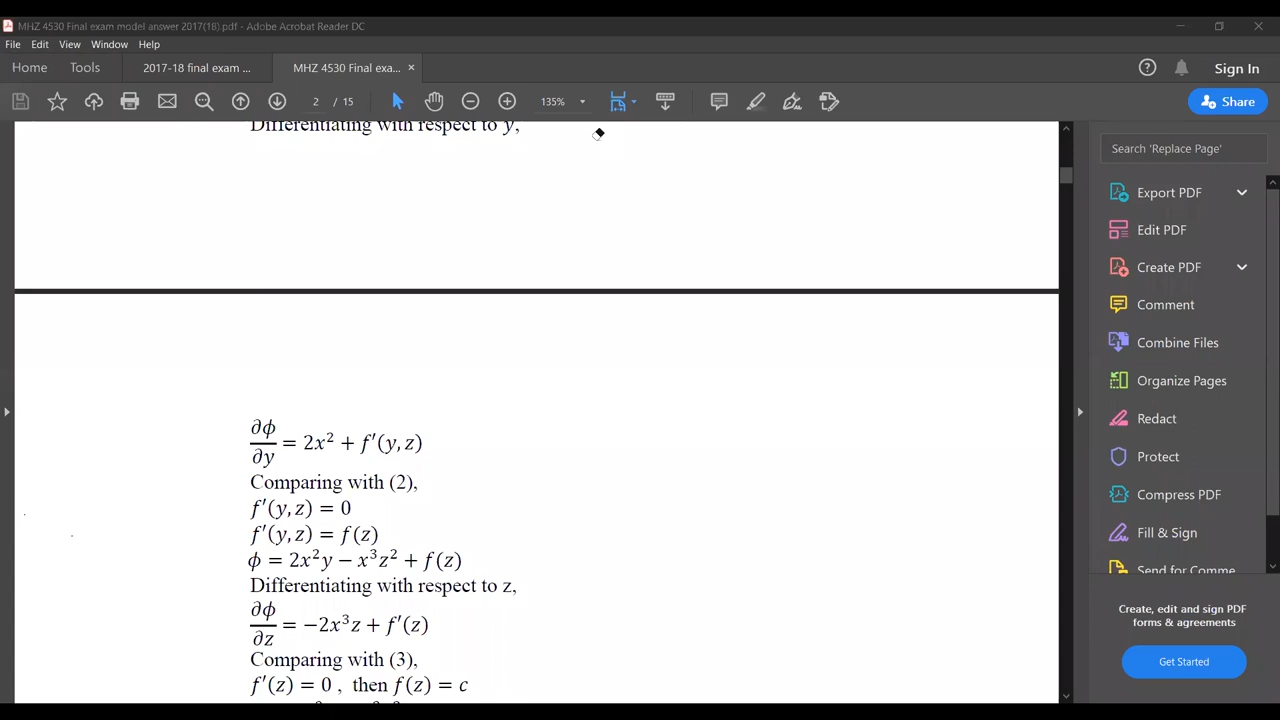 MHZ 4530 Final exam model answer 2017(18).pdf - Adobe Acrobat Reader DC
File Edit View Window Help
Home Tools 2017-18 final exam ... MHZ 4530 Final exa... × Sign In
2 / 15 135% Share
Differentiating with respect to y,
∂ϕ/∂y = 2x² + f′(y, z)
Comparing with (2),
f′(y, z) = 0
f′(y, z) = f(z)
ϕ = 2x²y − x³z² + f(z)
Differentiating with respect to z,
∂ϕ/∂z = −2x³z + f′(z)
Comparing with (3),
f′(z) = 0 , then f(z) = c
Search 'Replace Page'
Export PDF
Edit PDF
Create PDF
Comment
Combine Files
Organize Pages
Redact
Protect
Compress PDF
Fill & Sign
Send for Comme
Create, edit and sign PDF
forms & agreements
Get Started